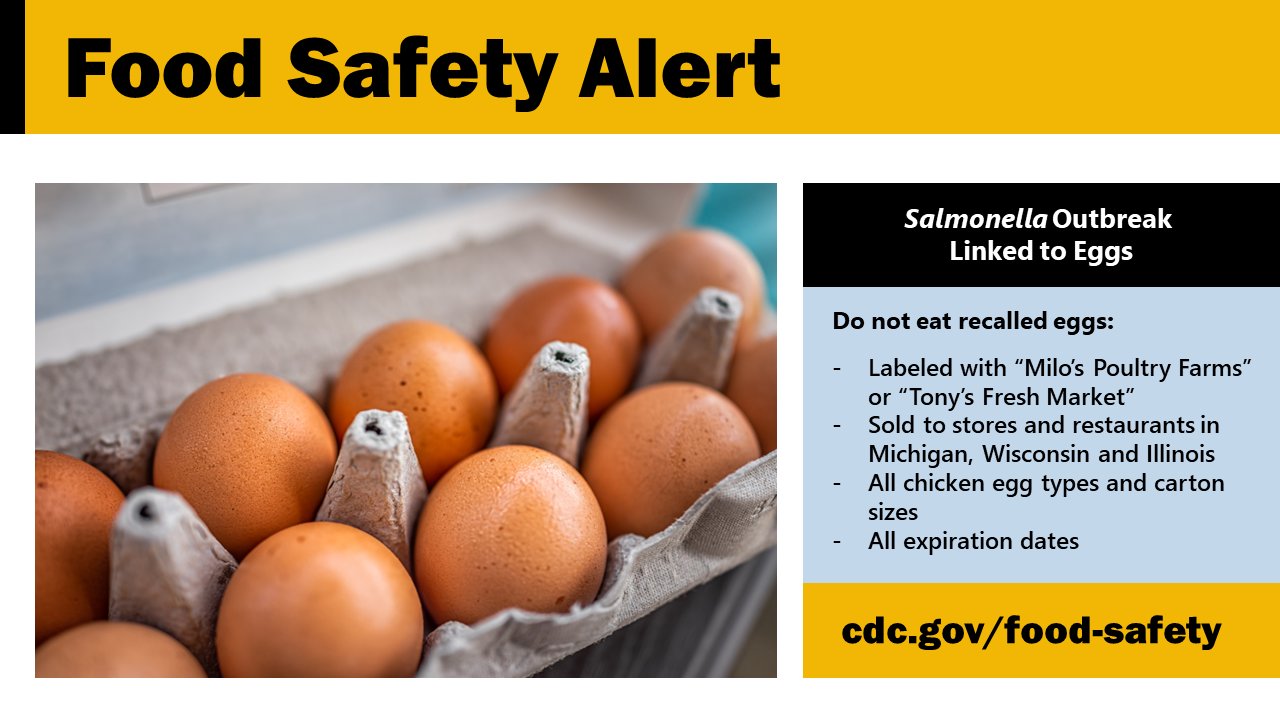 Food Safety Alert
Salmonella Outbreak
Linked to Eggs
Do not eat recalled eggs:
- Labeled with “Milo’s Poultry Farms”
or “Tony’s Fresh Market”
- Sold to stores and restaurants in
Michigan, Wisconsin and Illinois
- All chicken egg types and carton
sizes
- All expiration dates
cdc.gov/food-safety